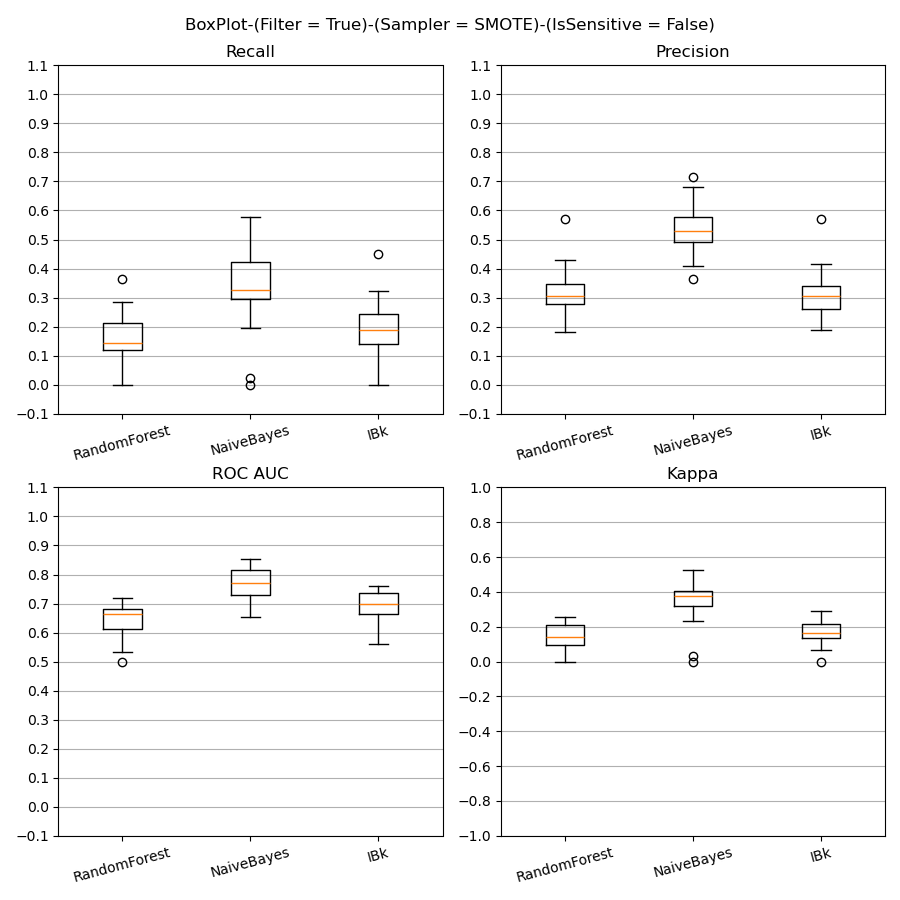 BoxPlot-(Filter = True)-(Sampler = SMOTE)-(IsSensitive = False)
Recall
1.1
1.0
0.9
0.8
0.7
0.6
0.5
0.4
0.3
0.2
0.1
0.0
−0.1
RandomForest
NaiveBayes
IBk
Precision
1.1
1.0
0.9
0.8
0.7
0.6
0.5
0.4
0.3
0.2
0.1
0.0
−0.1
RandomForest
NaiveBayes
IBk
ROC AUC
1.1
1.0
0.9
0.8
0.7
0.6
0.5
0.4
0.3
0.2
0.1
0.0
−0.1
RandomForest
NaiveBayes
IBk
Kappa
1.0
0.8
0.6
0.4
0.2
0.0
−0.2
−0.4
−0.6
−0.8
−1.0
RandomForest
NaiveBayes
IBk